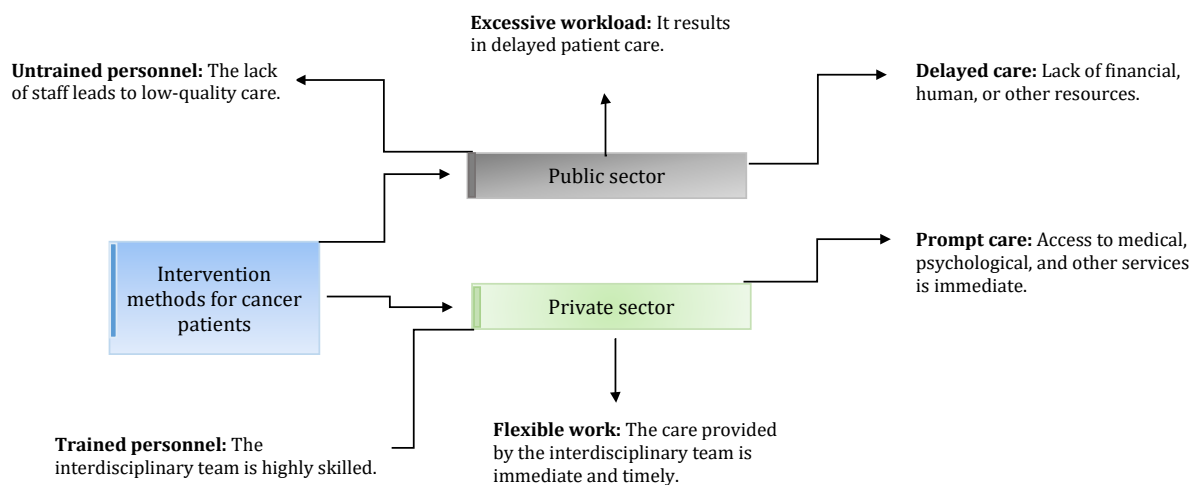 Excessive workload: It results
in delayed patient care.
Untrained personnel: The lack
of staff leads to low-quality care.
Delayed care: Lack of financial,
human, or other resources.
Public sector
Prompt care: Access to medical,
psychological, and other services
is immediate.
Intervention
methods for cancer
patients
Private sector
Trained personnel: The
interdisciplinary team is highly skilled.
Flexible work: The care provided
by the interdisciplinary team is
immediate and timely.